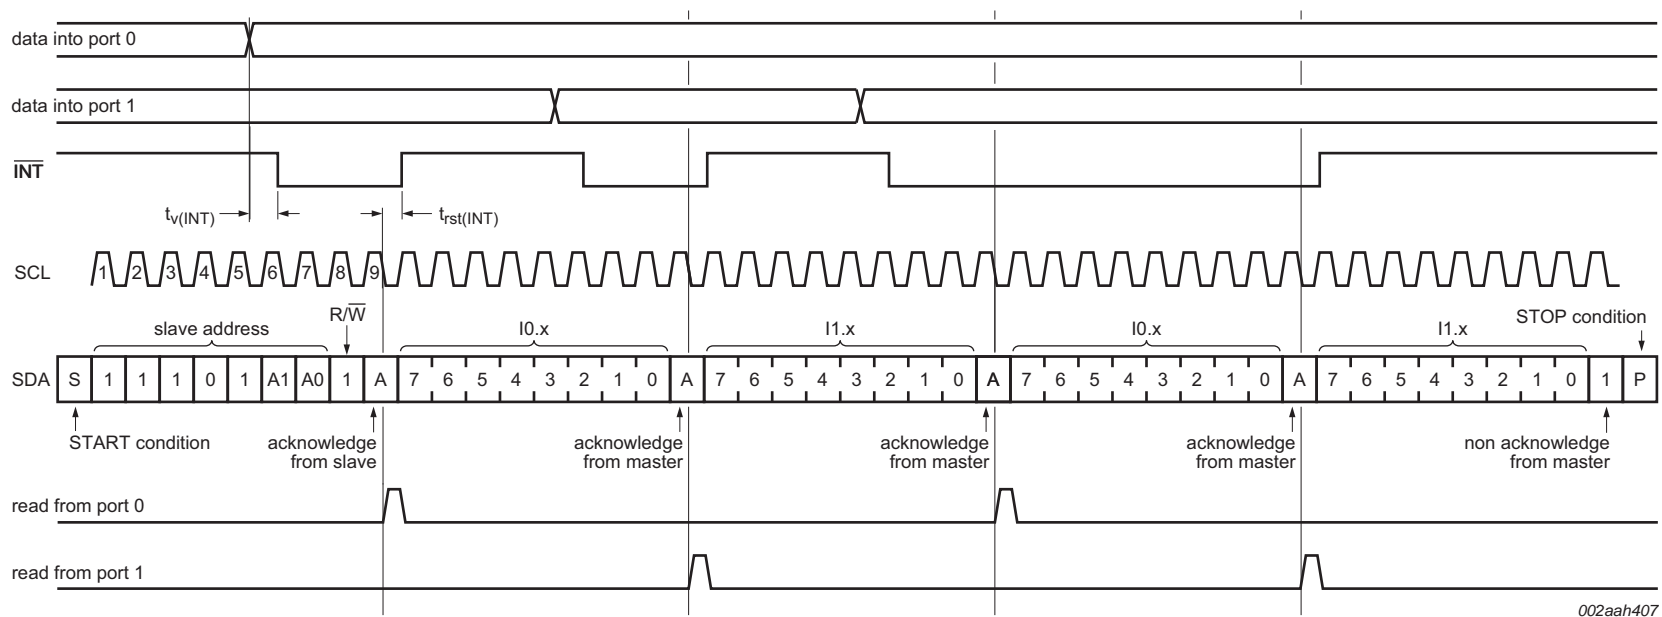 data into port 0
data into port 1
INT
tv(INT)
trst(INT)
SCL 1 2 3 4 5 6 7 8 9
R/W
STOP condition
slave address I0.x I1.x I0.x I1.x
SDA S 1 1 1 0 1 A1 A0 1 A 7 6 5 4 3 2 1 0 A 7 6 5 4 3 2 1 0 A 7 6 5 4 3 2 1 0 A 7 6 5 4 3 2 1 0 1 P
START condition
acknowledge
from slave
acknowledge
from master
acknowledge
from master
acknowledge
from master
non acknowledge
from master
read from port 0
read from port 1
002aah407